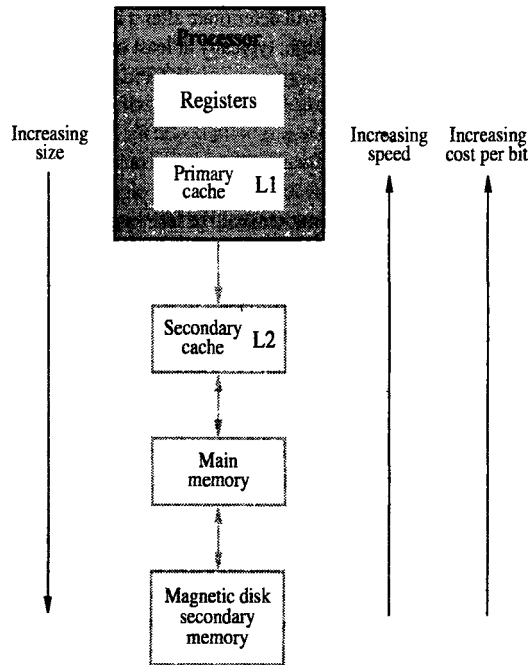 Processor
Registers
Increasing
size
Increasing
speed
Increasing
cost per bit
Primary
cache L1
Secondary
cache L2
Main
memory
Magnetic disk
secondary
memory